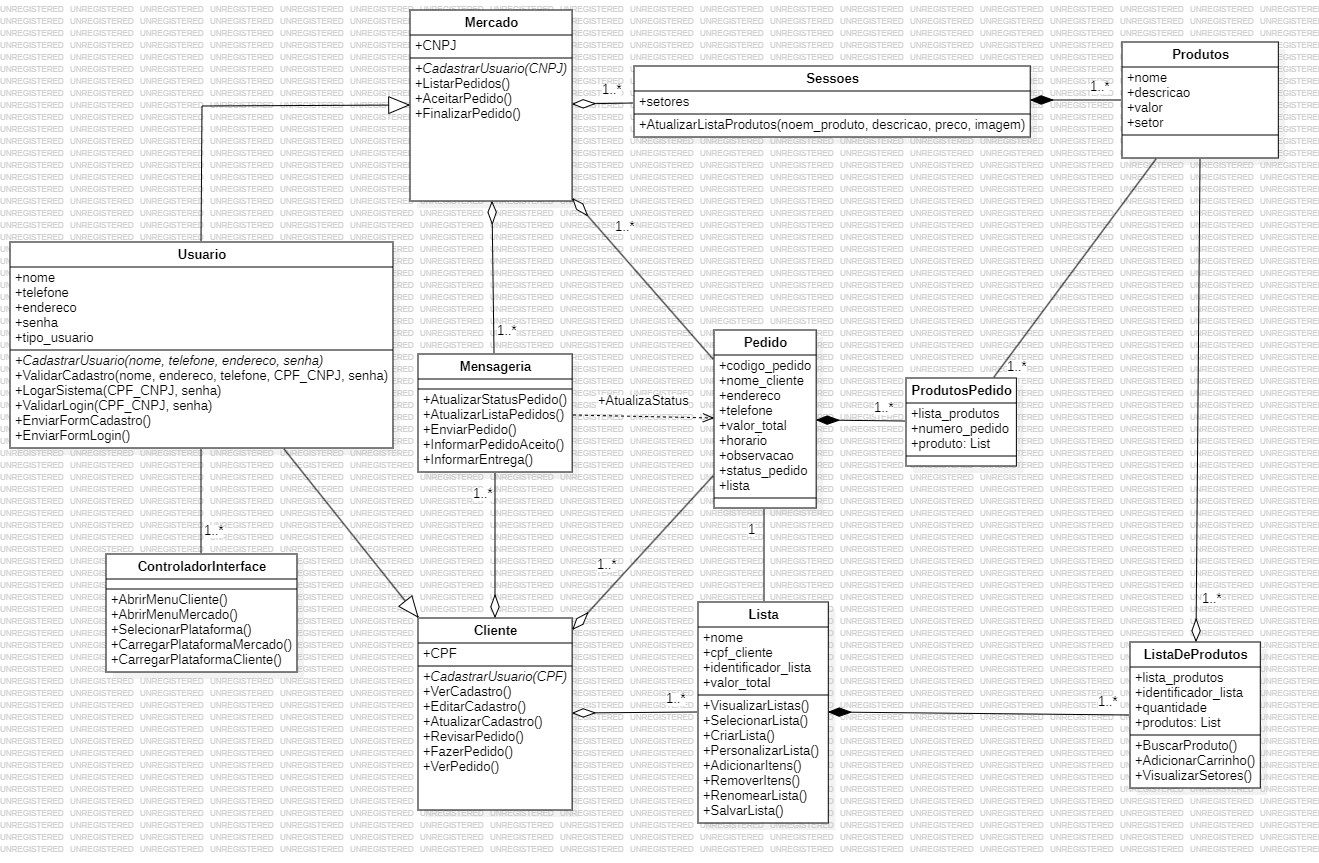 Mercado
+CNPJ
+CadastrarUsuario(CNPJ)
+ListarPedidos()
+AceitarPedido()
+FinalizarPedido()
1..*
Sessoes
+setores
+AtualizarListaProdutos(noem_produto, descricao, preco, imagem)
1..*
Produtos
+nome
+descricao
+valor
+setor
1..*
Usuario
+nome
+telefone
+endereco
+senha
+tipo_usuario
+CadastrarUsuario(nome, telefone, endereco, senha)
+ValidarCadastro(nome, endereco, telefone, CPF_CNPJ, senha)
+LogarSistema(CPF_CNPJ, senha)
+ValidarLogin(CPF_CNPJ, senha)
+EnviarFormCadastro()
+EnviarFormLogin()
1..*
Mensageria
+AtualizarStatusPedido()
+AtualizarListaPedidos()
+EnviarPedido()
+InformarPedidoAceito()
+InformarEntrega()
1..*
+AtualizaStatus
Pedido
+codigo_pedido
+nome_cliente
+endereco
+telefone
+valor_total
+horario
+observacao
+status_pedido
+lista
1..*
1..*
ProdutosPedido
+lista_produtos
+numero_pedido
+produto: List
1..*
ControladorInterface
+AbrirMenuCliente()
+AbrirMenuMercado()
+SelecionarPlataforma()
+CarregarPlataformaMercado()
+CarregarPlataformaCliente()
1..*
1
Cliente
+CPF
+CadastrarUsuario(CPF)
+VerCadastro()
+EditarCadastro()
+AtualizarCadastro()
+RevisarPedido()
+FazerPedido()
+VerPedido()
1..*
Lista
+nome
+cpf_cliente
+identificador_lista
+valor_total
+VisualizarListas()
+SelecionarLista()
+CriarLista()
+PersonalizarLista()
+AdicionarItens()
+RemoverItens()
+RenomearLista()
+SalvarLista()
1..*
1..*
ListaDeProdutos
+lista_produtos
+identificador_lista
+quantidade
+produtos: List
+BuscarProduto()
+AdicionarCarrinho()
+VisualizarSetores()
UNREGISTERED